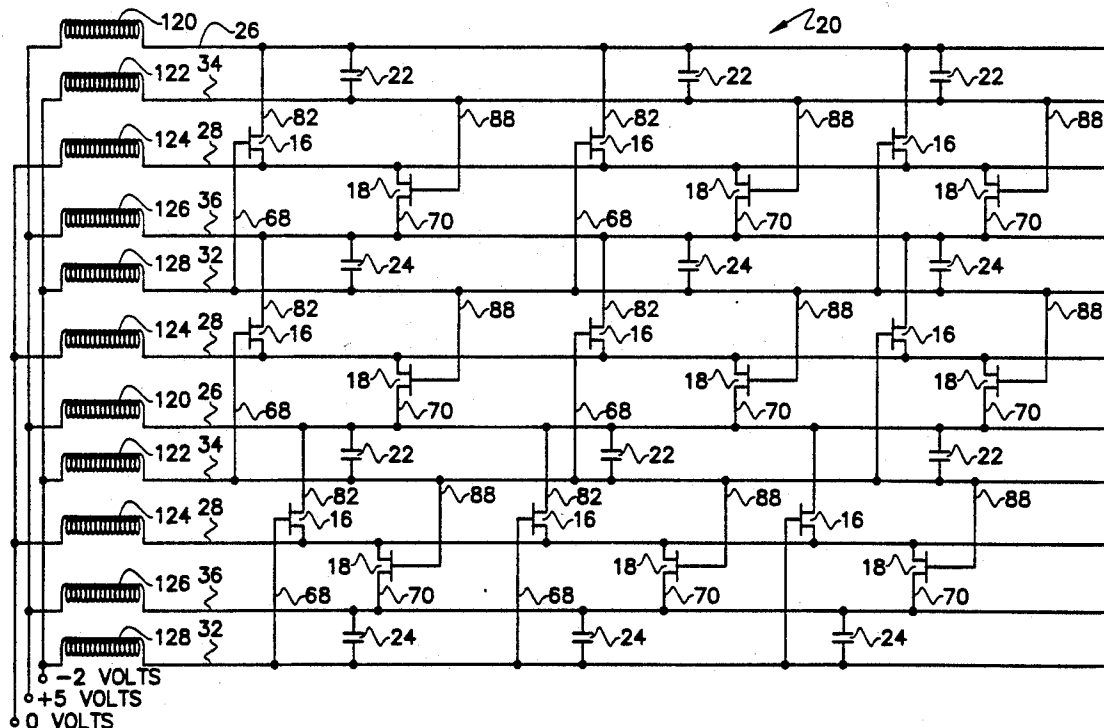 120 26 20
122 34 22 22 22
82 88 82 88 88
124 28 16 16 16
18 18 18
126 36 68 70 68 70 70
128 32 24 24 24
82 88 82 88 88
124 28 16 16 16
18 18 18
120 26 68 70 68 70 70
122 34 22 22 22
82 88 82 88 88
124 28 16 16 16
18 18 18
126 36 68 70 68 70 70
128 32 24 24 24
-2 VOLTS
+5 VOLTS
0 VOLTS